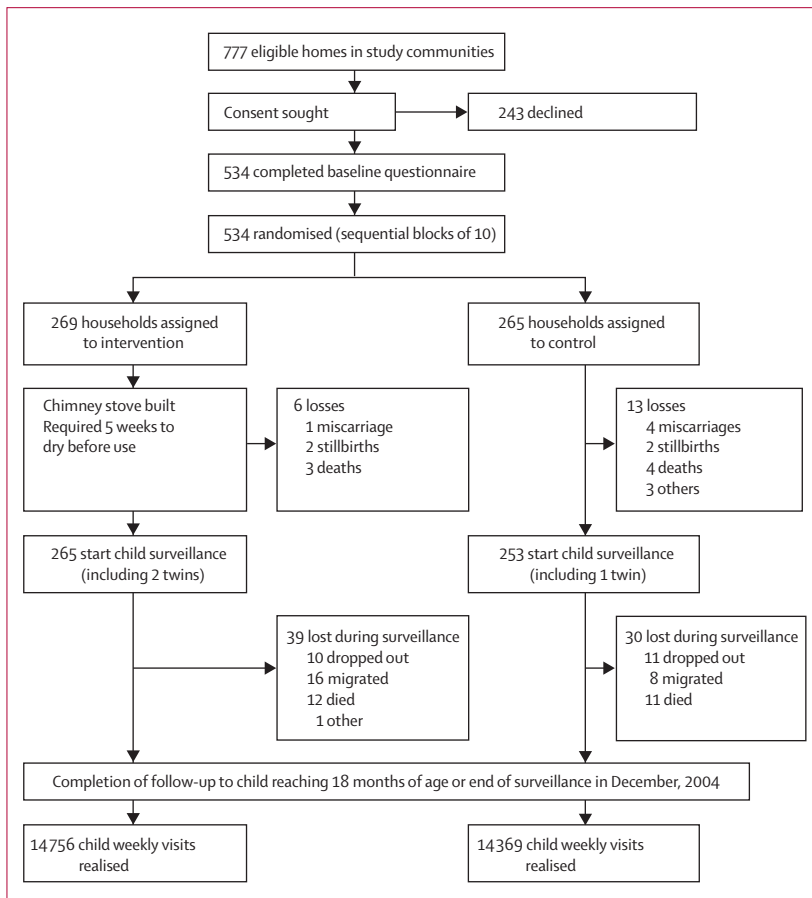 777 eligible homes in study communities
Consent sought
243 declined
534 completed baseline questionnaire
534 randomised (sequential blocks of 10)
269 households assigned
to intervention
265 households assigned
to control
Chimney stove built
Required 5 weeks to
dry before use
6 losses
1 miscarriage
2 stillbirths
3 deaths
13 losses
4 miscarriages
2 stillbirths
4 deaths
3 others
265 start child surveillance
(including 2 twins)
253 start child surveillance
(including 1 twin)
39 lost during surveillance
10 dropped out
16 migrated
12 died
1 other
30 lost during surveillance
11 dropped out
8 migrated
11 died
Completion of follow-up to child reaching 18 months of age or end of surveillance in December, 2004
14 756 child weekly visits
realised
14 369 child weekly visits
realised